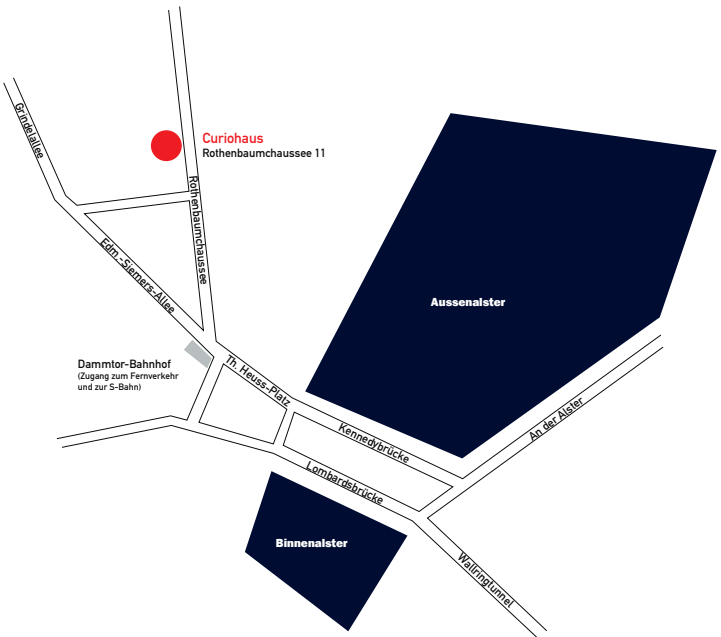 Grindelallee
Curiohaus
Rothenbaumchaussee 11
Rothenbaumchaussee
Edm.-Siemers-Allee
Aussenalster
Dammtor-Bahnhof
(Zugang zum Fernverkehr
und zur S-Bahn)
Th. Heuss-Platz
Kennedybrücke
An der Alster
Lombardsbrücke
Binnenalster
Wallringtunnel